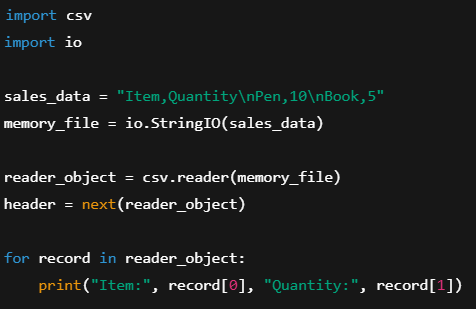 import csv
import io

sales_data = "Item,Quantity\nPen,10\nBook,5"
memory_file = io.StringIO(sales_data)

reader_object = csv.reader(memory_file)
header = next(reader_object)

for record in reader_object:
    print("Item:", record[0], "Quantity:", record[1])